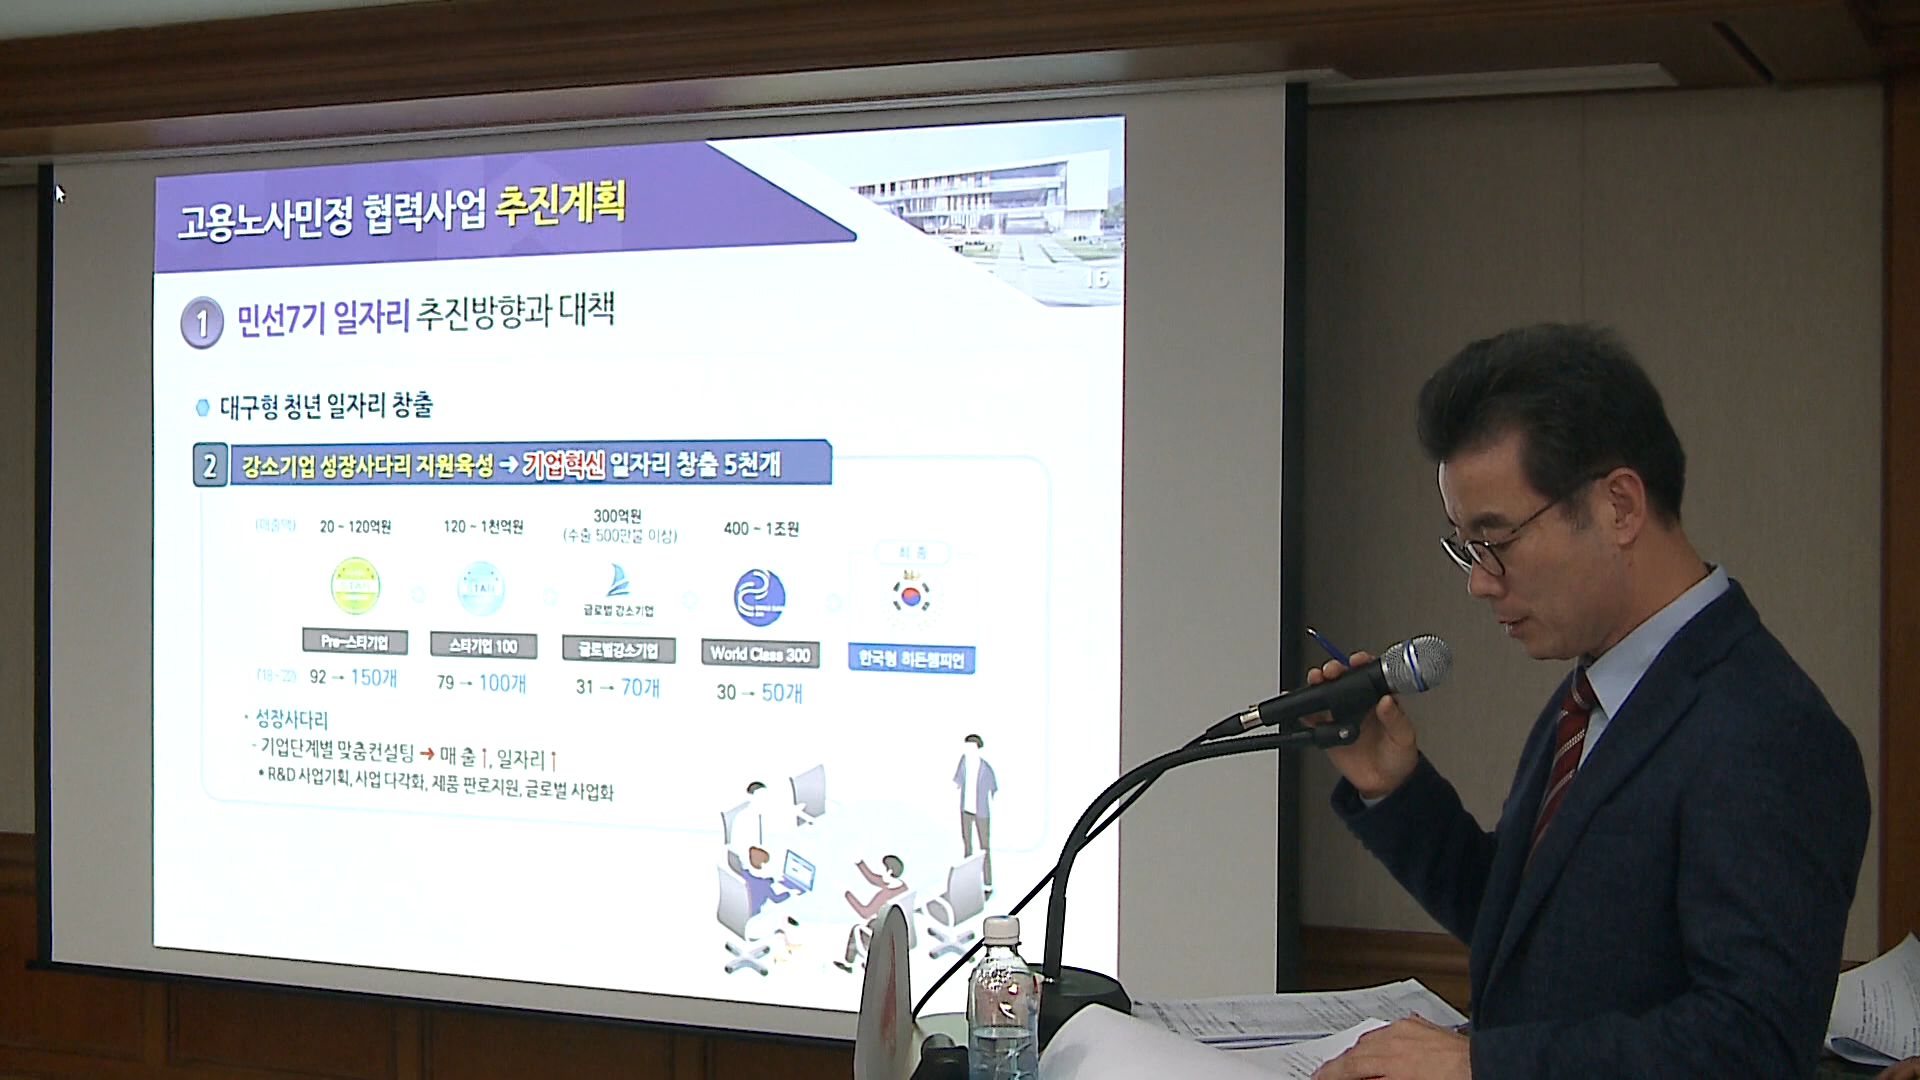 고용노사민정 협력사업 추진계획
16
1 민선7기 일자리 추진방향과 대책
대구형 청년 일자리 창출
2 강소기업 성장사다리 지원육성 → 기업혁신 일자리 창출 5천개
(매출액) 20 ~ 120억원 120 ~ 1천억원 300억원 400 ~ 1조원
(수출 500만불 이상)
최종
STAR STAR
글로벌 강소기업
Pre-스타기업 스타기업 100 글로벌강소기업 World Class 300 한국형 히든챔피언
('18~'22) 92 → 150개 79 → 100개 31 → 70개 30 → 50개
· 성장사다리
- 기업단계별 맞춤컨설팅 → 매 출↑, 일자리↑
• R&D 사업기획, 사업 다각화, 제품 판로지원, 글로벌 사업화